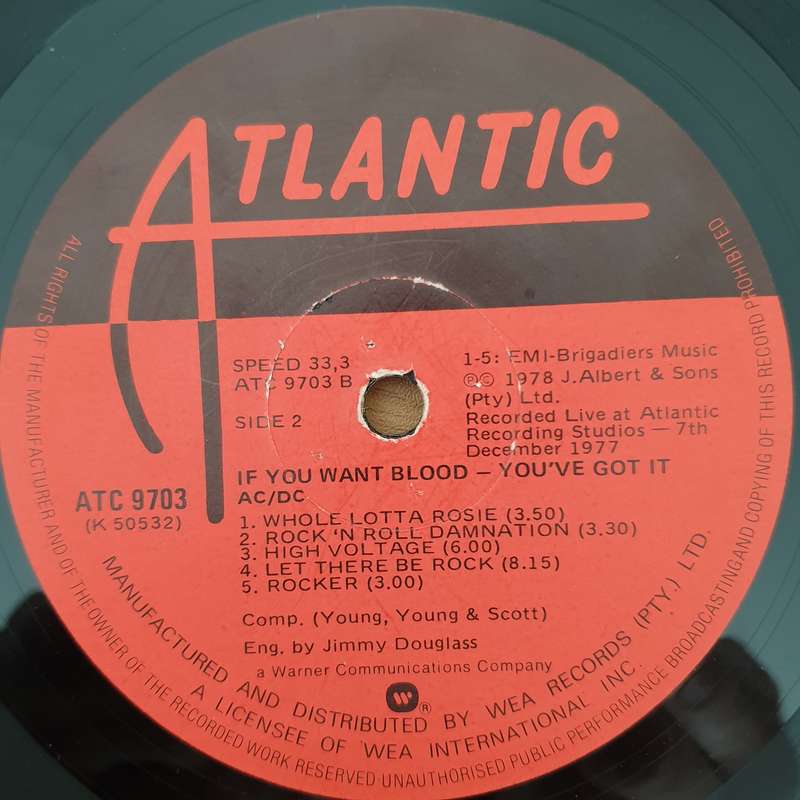 ATLANTIC
SPEED 33,3
ATC 9703 B
SIDE 2
1-5: EMI-Brigadiers Music
Ⓟ© 1978 J.Albert & Sons
(Pty) Ltd.
Recorded Live at Atlantic
Recording Studios — 7th
December 1977
IF YOU WANT BLOOD — YOU'VE GOT IT
AC/DC
ATC 9703
(K 50532)
1. WHOLE LOTTA ROSIE (3.50)
2. ROCK 'N ROLL DAMNATION (3.30)
3. HIGH VOLTAGE (6.00)
4. LET THERE BE ROCK (8.15)
5. ROCKER (3.00)
Comp. (Young, Young & Scott)
Eng. by Jimmy Douglass
a Warner Communications Company
®
MANUFACTURED AND DISTRIBUTED BY WEA RECORDS (PTY.) LTD.
A LICENSEE OF WEA INTERNATIONAL INC.
ALL RIGHTS OF THE MANUFACTURER AND OF THE OWNER OF THE RECORDED WORK RESERVED·UNAUTHORISED PUBLIC PERFORMANCE BROADCASTINGAND COPYING OF THIS RECORD PROHIBITED